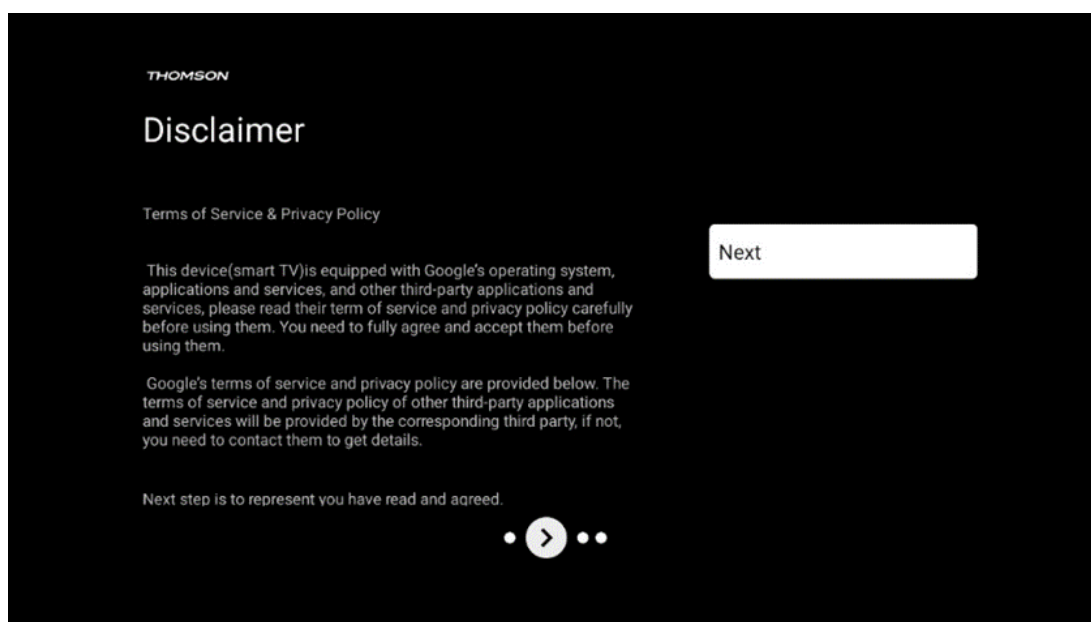 THOMSON
Disclaimer
Terms of Service & Privacy Policy
This device(smart TV)is equipped with Google's operating system,
applications and services, and other third-party applications and
services, please read their term of service and privacy policy carefully
before using them. You need to fully agree and accept them before
using them.
Google's terms of service and privacy policy are provided below. The
terms of service and privacy policy of other third-party applications
and services will be provided by the corresponding third party, if not,
you need to contact them to get details.
Next step is to represent you have read and agreed.
Next